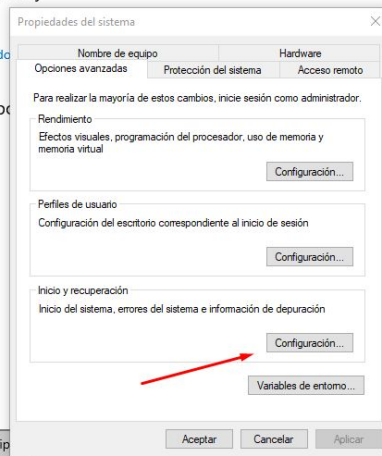 Propiedades del sistema
Nombre de equipo
Hardware
Opciones avanzadas
Protección del sistema
Acceso remoto
Para realizar la mayoría de estos cambios, inicie sesión como administrador.
Rendimiento
Efectos visuales, programación del procesador, uso de memoria y
memoria virtual
Configuración...
Perfiles de usuario
Configuración del escritorio correspondiente al inicio de sesión
Configuración...
Inicio y recuperación
Inicio del sistema, errores del sistema e información de depuración
Configuración...
Variables de entorno...
Aceptar
Cancelar
Aplicar